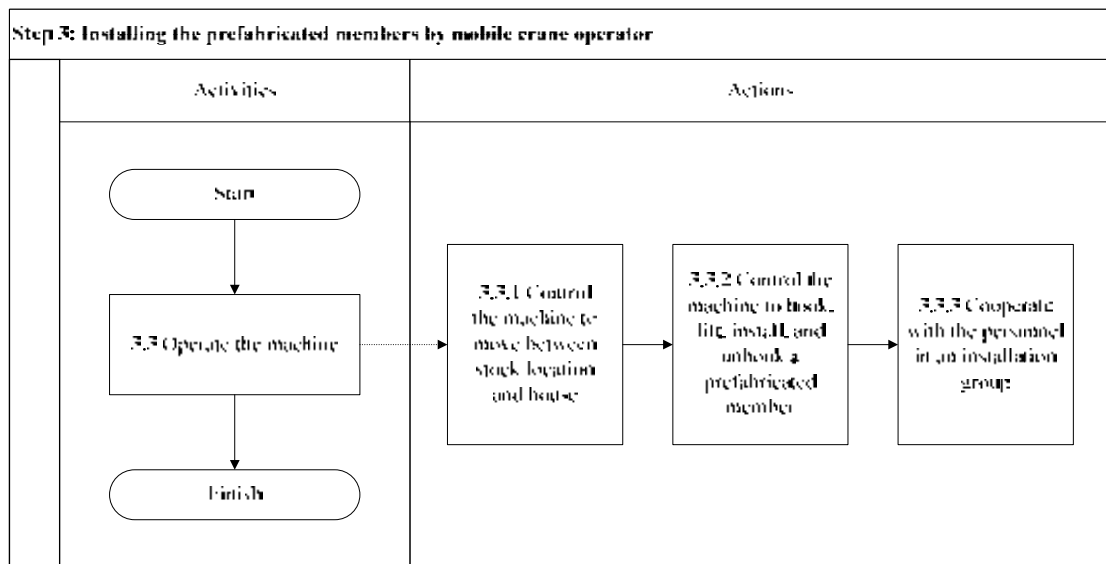 Step 3: Installing the prefabricated members by mobile crane operator
Activities
Actions
Start
3.3 Operate the machine
Finish
3.3.1 Control
the machine to
move between
stock location
and house
3.3.2 Control the
machine to hook,
lift, install, and
unhook a
prefabricated
member
3.3.3 Cooperate
with the personnel
in an installation
group